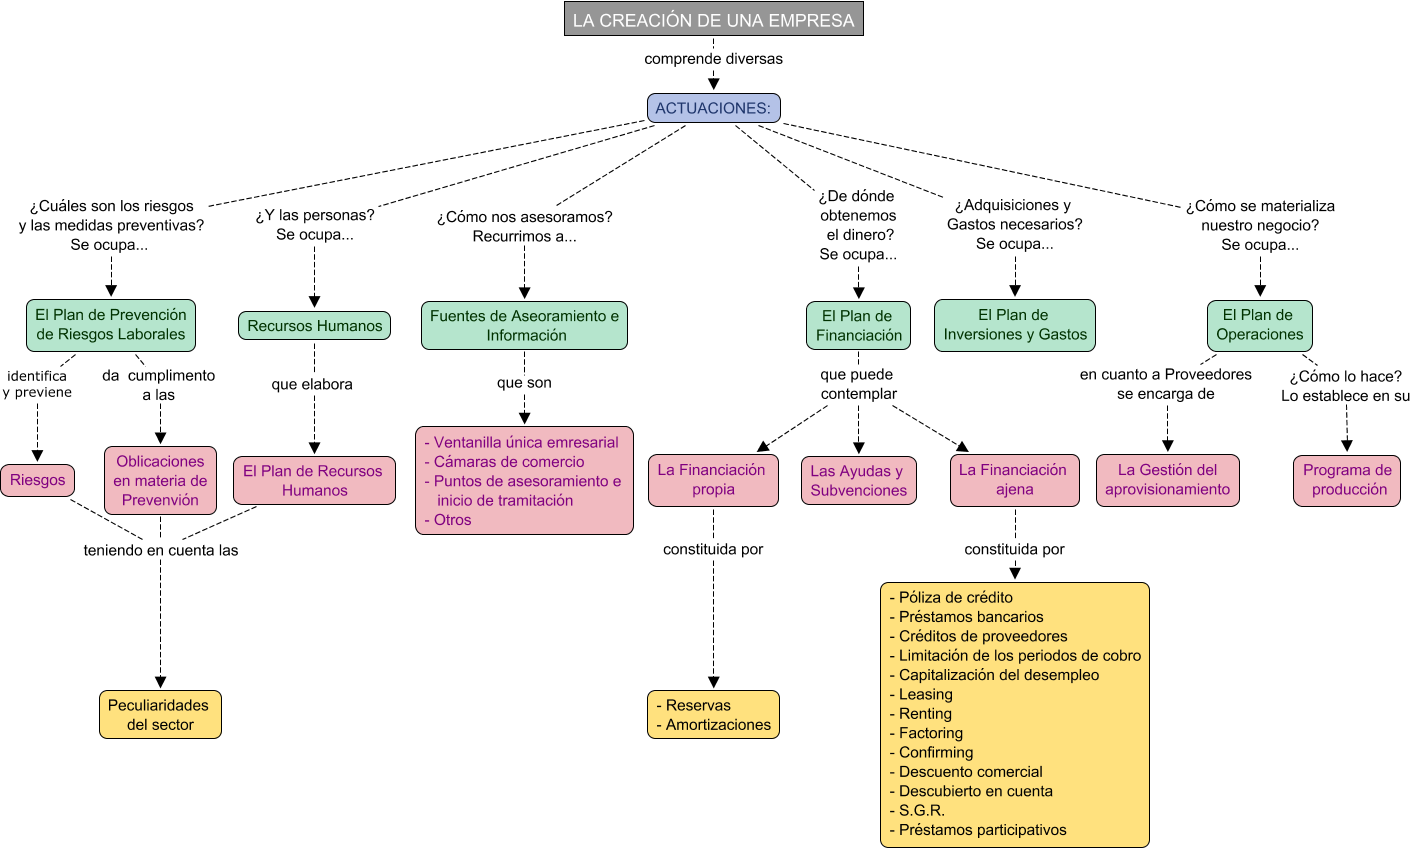 LA CREACIÓN DE UNA EMPRESA
comprende diversas
ACTUACIONES:
¿Cuáles son los riesgos
y las medidas preventivas?
Se ocupa...
¿Y las personas?
Se ocupa...
¿Cómo nos asesoramos?
Recurrimos a...
¿De dónde
obtenemos
el dinero?
Se ocupa...
¿Adquisiciones y
Gastos necesarios?
Se ocupa...
¿Cómo se materializa
nuestro negocio?
Se ocupa...
El Plan de Prevención
de Riesgos Laborales
Recursos Humanos
Fuentes de Aseoramiento e
Información
El Plan de
Financiación
El Plan de
Inversiones y Gastos
El Plan de
Operaciones
identifica
y previene
da cumplimento
a las
que elabora
que son
que puede
contemplar
en cuanto a Proveedores
se encarga de
¿Cómo lo hace?
Lo establece en su
Riesgos
Oblicaciones
en materia de
Prevenvión
El Plan de Recursos
Humanos
- Ventanilla única emresarial
- Cámaras de comercio
- Puntos de asesoramiento e
inicio de tramitación
- Otros
La Financiación
propia
Las Ayudas y
Subvenciones
La Financiación
ajena
La Gestión del
aprovisionamiento
Programa de
producción
teniendo en cuenta las
constituida por
constituida por
Peculiaridades
del sector
- Reservas
- Amortizaciones
- Póliza de crédito
- Préstamos bancarios
- Créditos de proveedores
- Limitación de los periodos de cobro
- Capitalización del desempleo
- Leasing
- Renting
- Factoring
- Confirming
- Descuento comercial
- Descubierto en cuenta
- S.G.R.
- Préstamos participativos